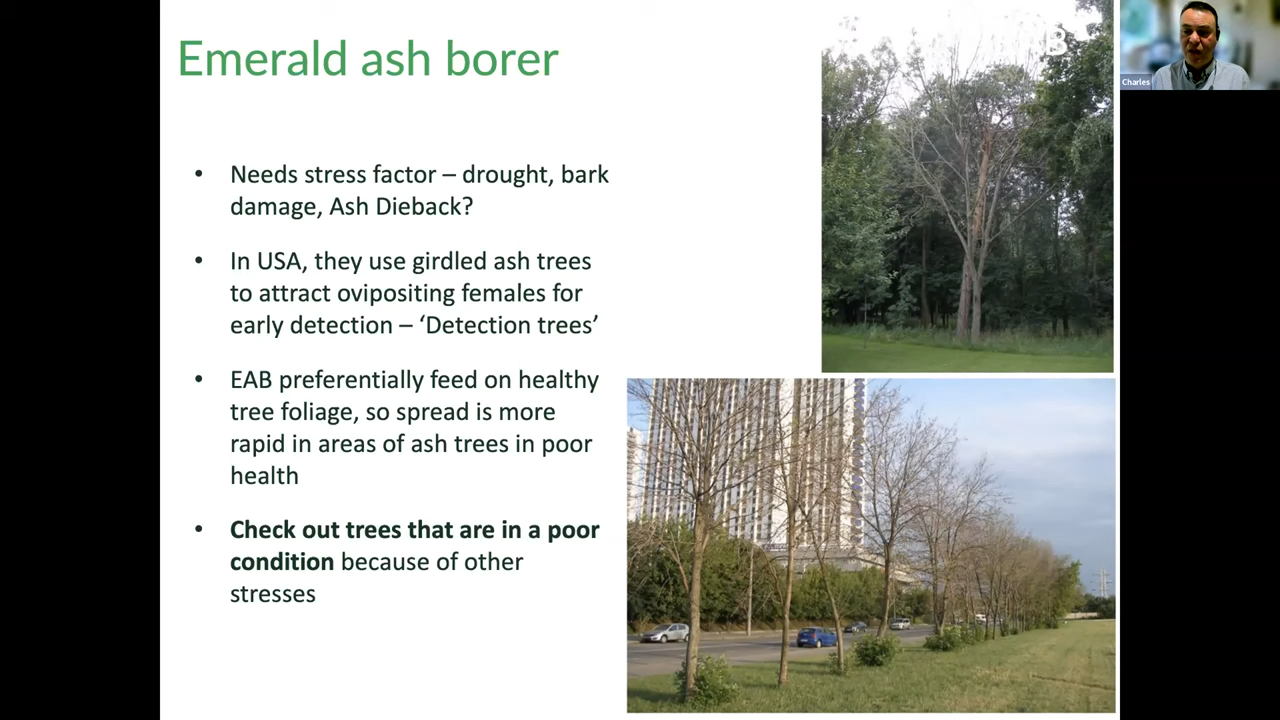 Emerald ash borer
• Needs stress factor – drought, bark
damage, Ash Dieback?
• In USA, they use girdled ash trees
to attract ovipositing females for
early detection – ‘Detection trees’
• EAB preferentially feed on healthy
tree foliage, so spread is more
rapid in areas of ash trees in poor
health
• Check out trees that are in a poor
condition because of other
stresses
Charles